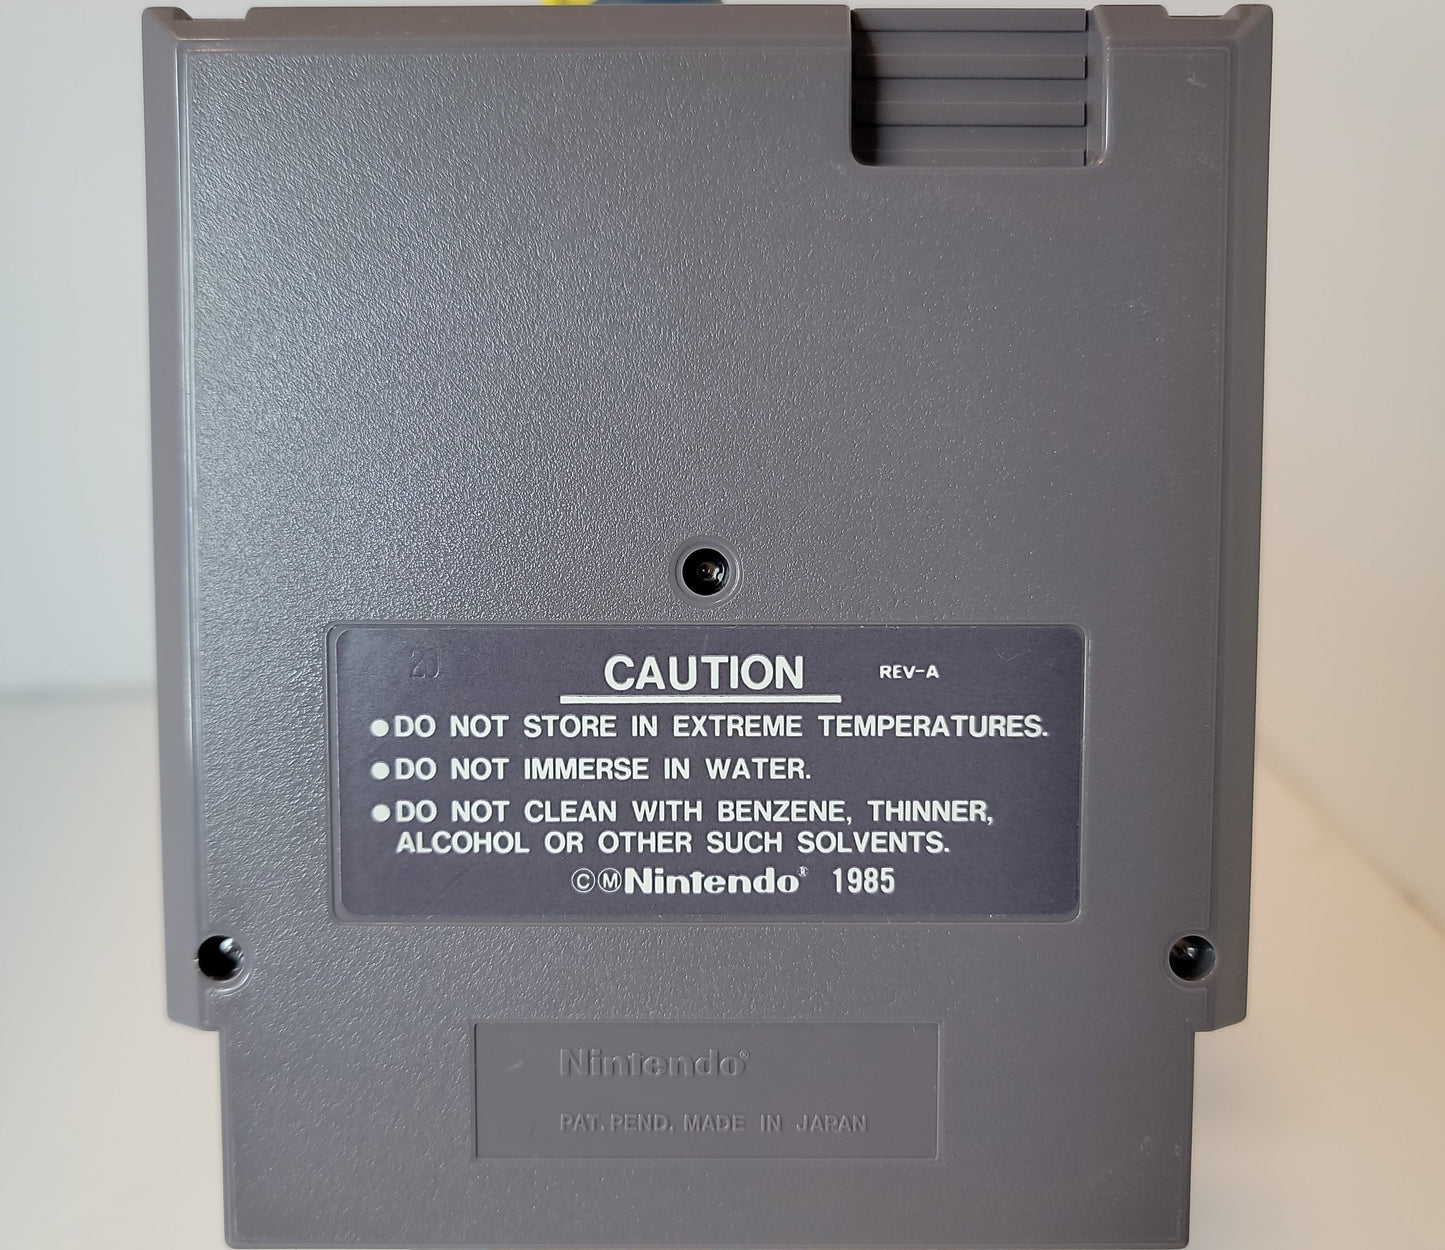 20
CAUTION REV-A
●DO NOT STORE IN EXTREME TEMPERATURES.
●DO NOT IMMERSE IN WATER.
●DO NOT CLEAN WITH BENZENE, THINNER,
ALCOHOL OR OTHER SUCH SOLVENTS.
©ⓂNintendo® 1985
Nintendo®
PAT. PEND. MADE IN JAPAN